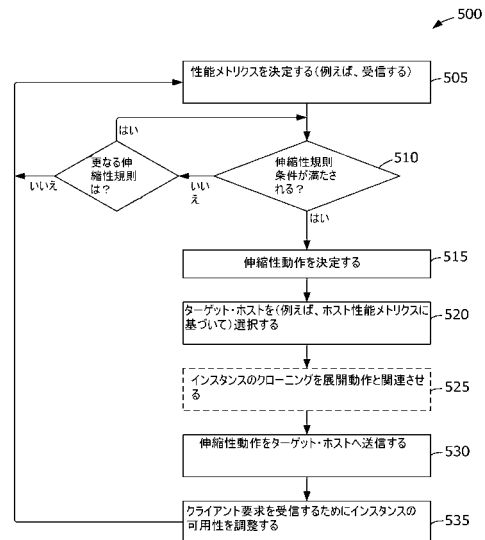 500
性能メトリクスを決定する(例えば、受信する)
505
はい
更なる伸
縮性規則
は?
いいえ
いい
え
伸縮性規則
条件が満たさ
れる?
510
はい
伸縮性動作を決定する
515
ターゲット・ホストを(例えば、ホスト性能メトリクスに
基づいて)選択する
520
インスタンスのクローニングを展開動作と関連させ
る
525
伸縮性動作をターゲット・ホストへ送信する
530
クライアント要求を受信するためにインスタンスの
可用性を調整する
535